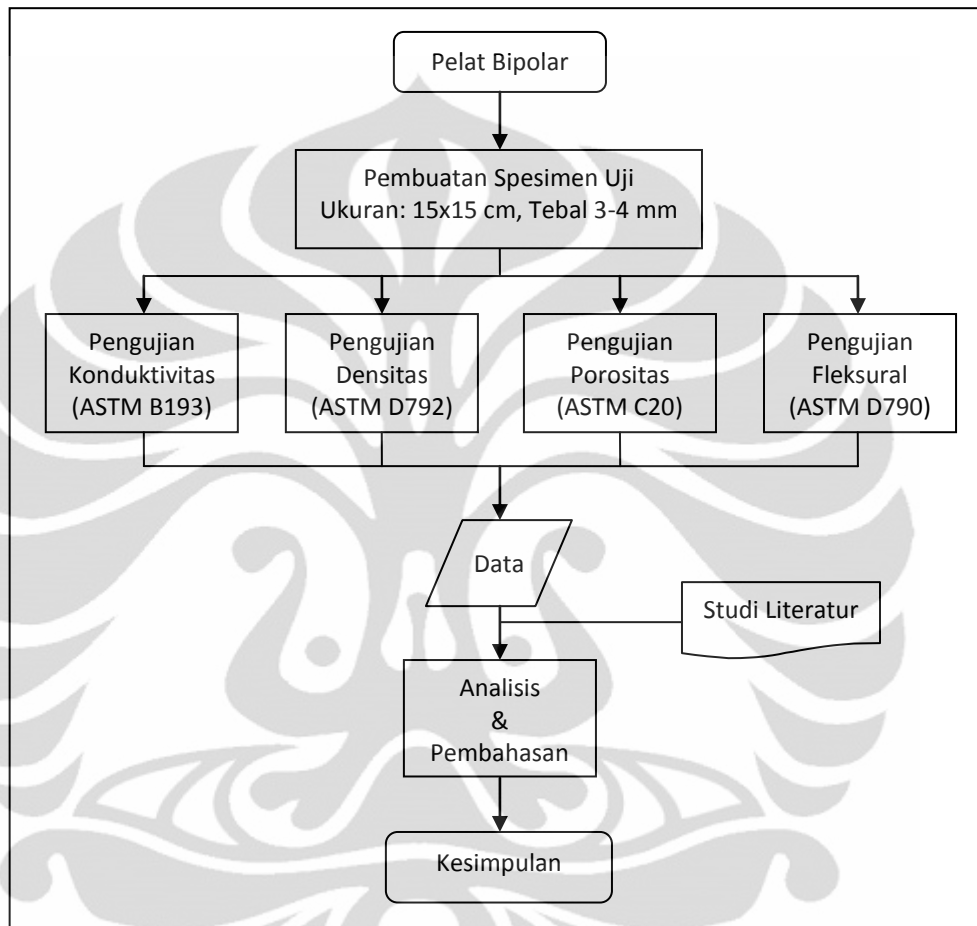 Pelat Bipolar
Pembuatan Spesimen Uji
Ukuran: 15x15 cm, Tebal 3-4 mm
Pengujian
Konduktivitas
(ASTM B193)
Pengujian
Densitas
(ASTM D792)
Pengujian
Porositas
(ASTM C20)
Pengujian
Fleksural
(ASTM D790)
Data
Studi Literatur
Analisis
&
Pembahasan
Kesimpulan